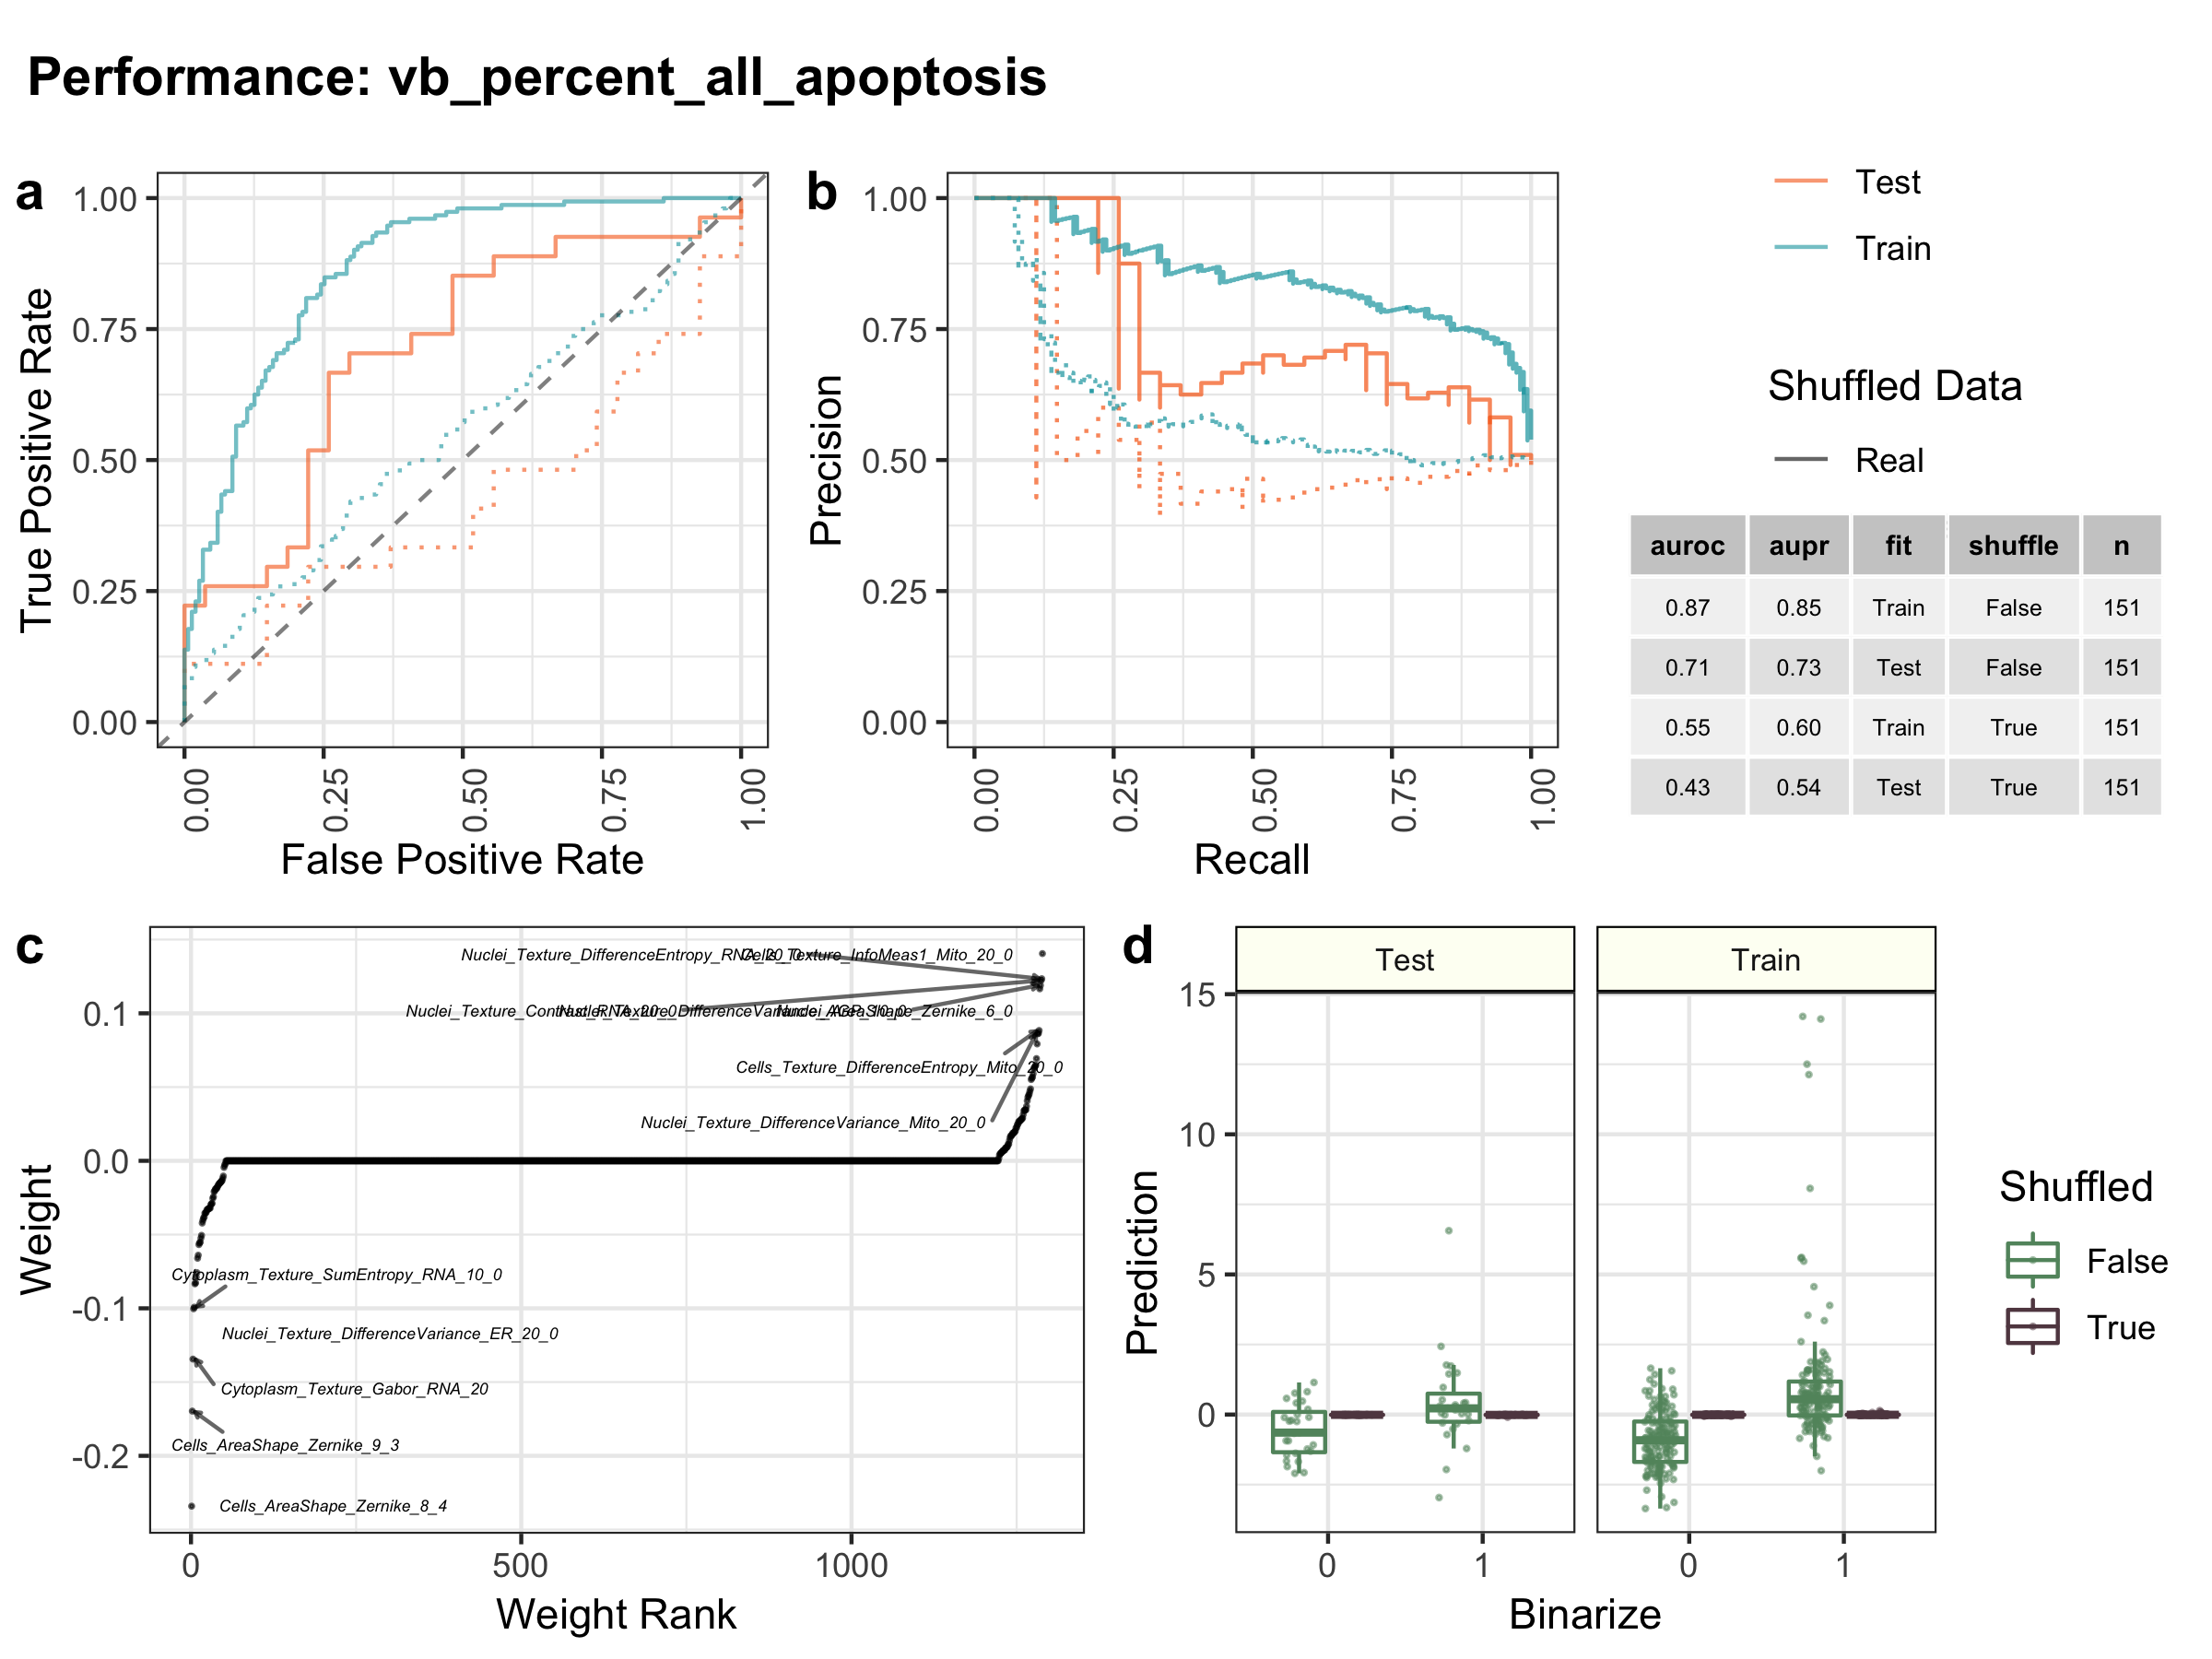 Performance: vb_percent_all_apoptosis
a
1.00
0.75
0.50
0.25
0.00
True Positive Rate
0.00
0.25
0.50
0.75
1.00
False Positive Rate
b
1.00
0.75
0.50
0.25
0.00
Precision
0.00
0.25
0.50
0.75
1.00
Recall
Test
Train
Shuffled Data
Real
auroc aupr fit shuffle n
0.87 0.85 Train False 151
0.71 0.73 Test False 151
0.55 0.60 Train True 151
0.43 0.54 Test True 151
c
0.1
0.0
-0.1
-0.2
Weight
Nuclei_Texture_DifferenceEntropy_RNA_20_0
Cells_Texture_InfoMeas1_Mito_20_0
Nuclei_Texture_Contrast_RNA_20_0
Nuclei_Texture_DifferenceVariance_AGP_10_0
Nuclei_AreaShape_Zernike_6_0
Cells_Texture_DifferenceEntropy_Mito_20_0
Nuclei_Texture_DifferenceVariance_Mito_20_0
Cytoplasm_Texture_SumEntropy_RNA_10_0
Nuclei_Texture_DifferenceVariance_ER_20_0
Cytoplasm_Texture_Gabor_RNA_20
Cells_AreaShape_Zernike_9_3
Cells_AreaShape_Zernike_8_4
0
500
1000
Weight Rank
d
Test
Train
15
10
5
0
Prediction
0
1
0
1
Binarize
Shuffled
False
True